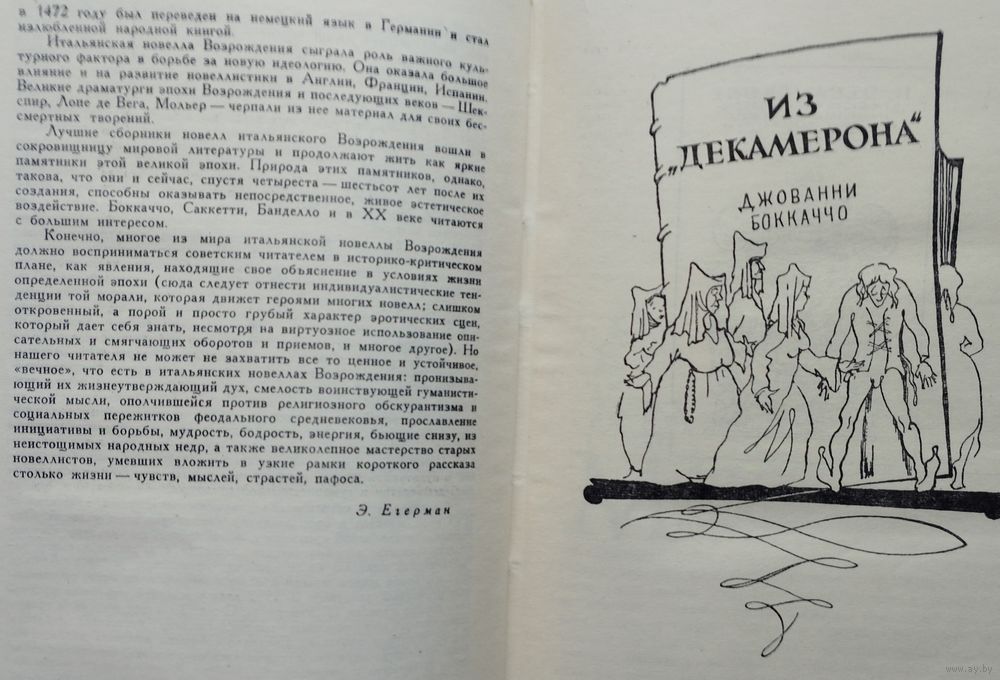 в 1472 году был переведен на немецкий язык в Германии и стал
излюбленной народной книгой.
Итальянская новелла Возрождения сыграла роль важного куль-
турного фактора в борьбе за новую идеологию. Она оказала большое
влияние и на развитие новеллистики в Англии, Франции, Испании.
Великие драматурги эпохи Возрождения и последующих веков — Шек-
спир, Лопе де Вега, Мольер — черпали из нее материал для своих бес-
смертных творений.
Лучшие сборники новелл итальянского Возрождения вошли в
сокровищницу мировой литературы и продолжают жить как яркие
памятники этой великой эпохи. Природа этих памятников, однако,
такова, что они и сейчас, спустя четыреста — шестьсот лет после их
создания, способны оказывать непосредственное, живое эстетическое
воздействие. Боккаччо, Саккетти, Банделло и в XX веке читаются
с большим интересом.
Конечно, многое из мира итальянской новеллы Возрождения
должно восприниматься советским читателем в историко-критическом
плане, как явления, находящие свое объяснение в условиях жизни
определенной эпохи (сюда следует отнести индивидуалистические тен-
денции той морали, которая движет героями многих новелл; слишком
откровенный, а порой и просто грубый характер эротических сцен,
который дает себя знать, несмотря на виртуозное использование опи-
сательных и смягчающих оборотов и приемов, и многое другое). Но
нашего читателя не может не захватить все то ценное и устойчивое,
«вечное», что есть в итальянских новеллах Возрождения: пронизыва-
ющий их жизнеутверждающий дух, смелость воинствующей гуманисти-
ческой мысли, ополчившейся против религиозного обскурантизма и
социальных пережитков феодального средневековья, прославление
инициативы и борьбы, мудрость, бодрость, энергия, бьющие снизу, из
неистощимых народных недр, а также великолепное мастерство старых
новеллистов, умевших вложить в узкие рамки короткого рассказа
столько жизни — чувств, мыслей, страстей, пафоса.
Э. Егерман
ИЗ
„ДЕКАМЕРОНА“
ДЖОВАННИ
БОККАЧЧО
www.ay.by